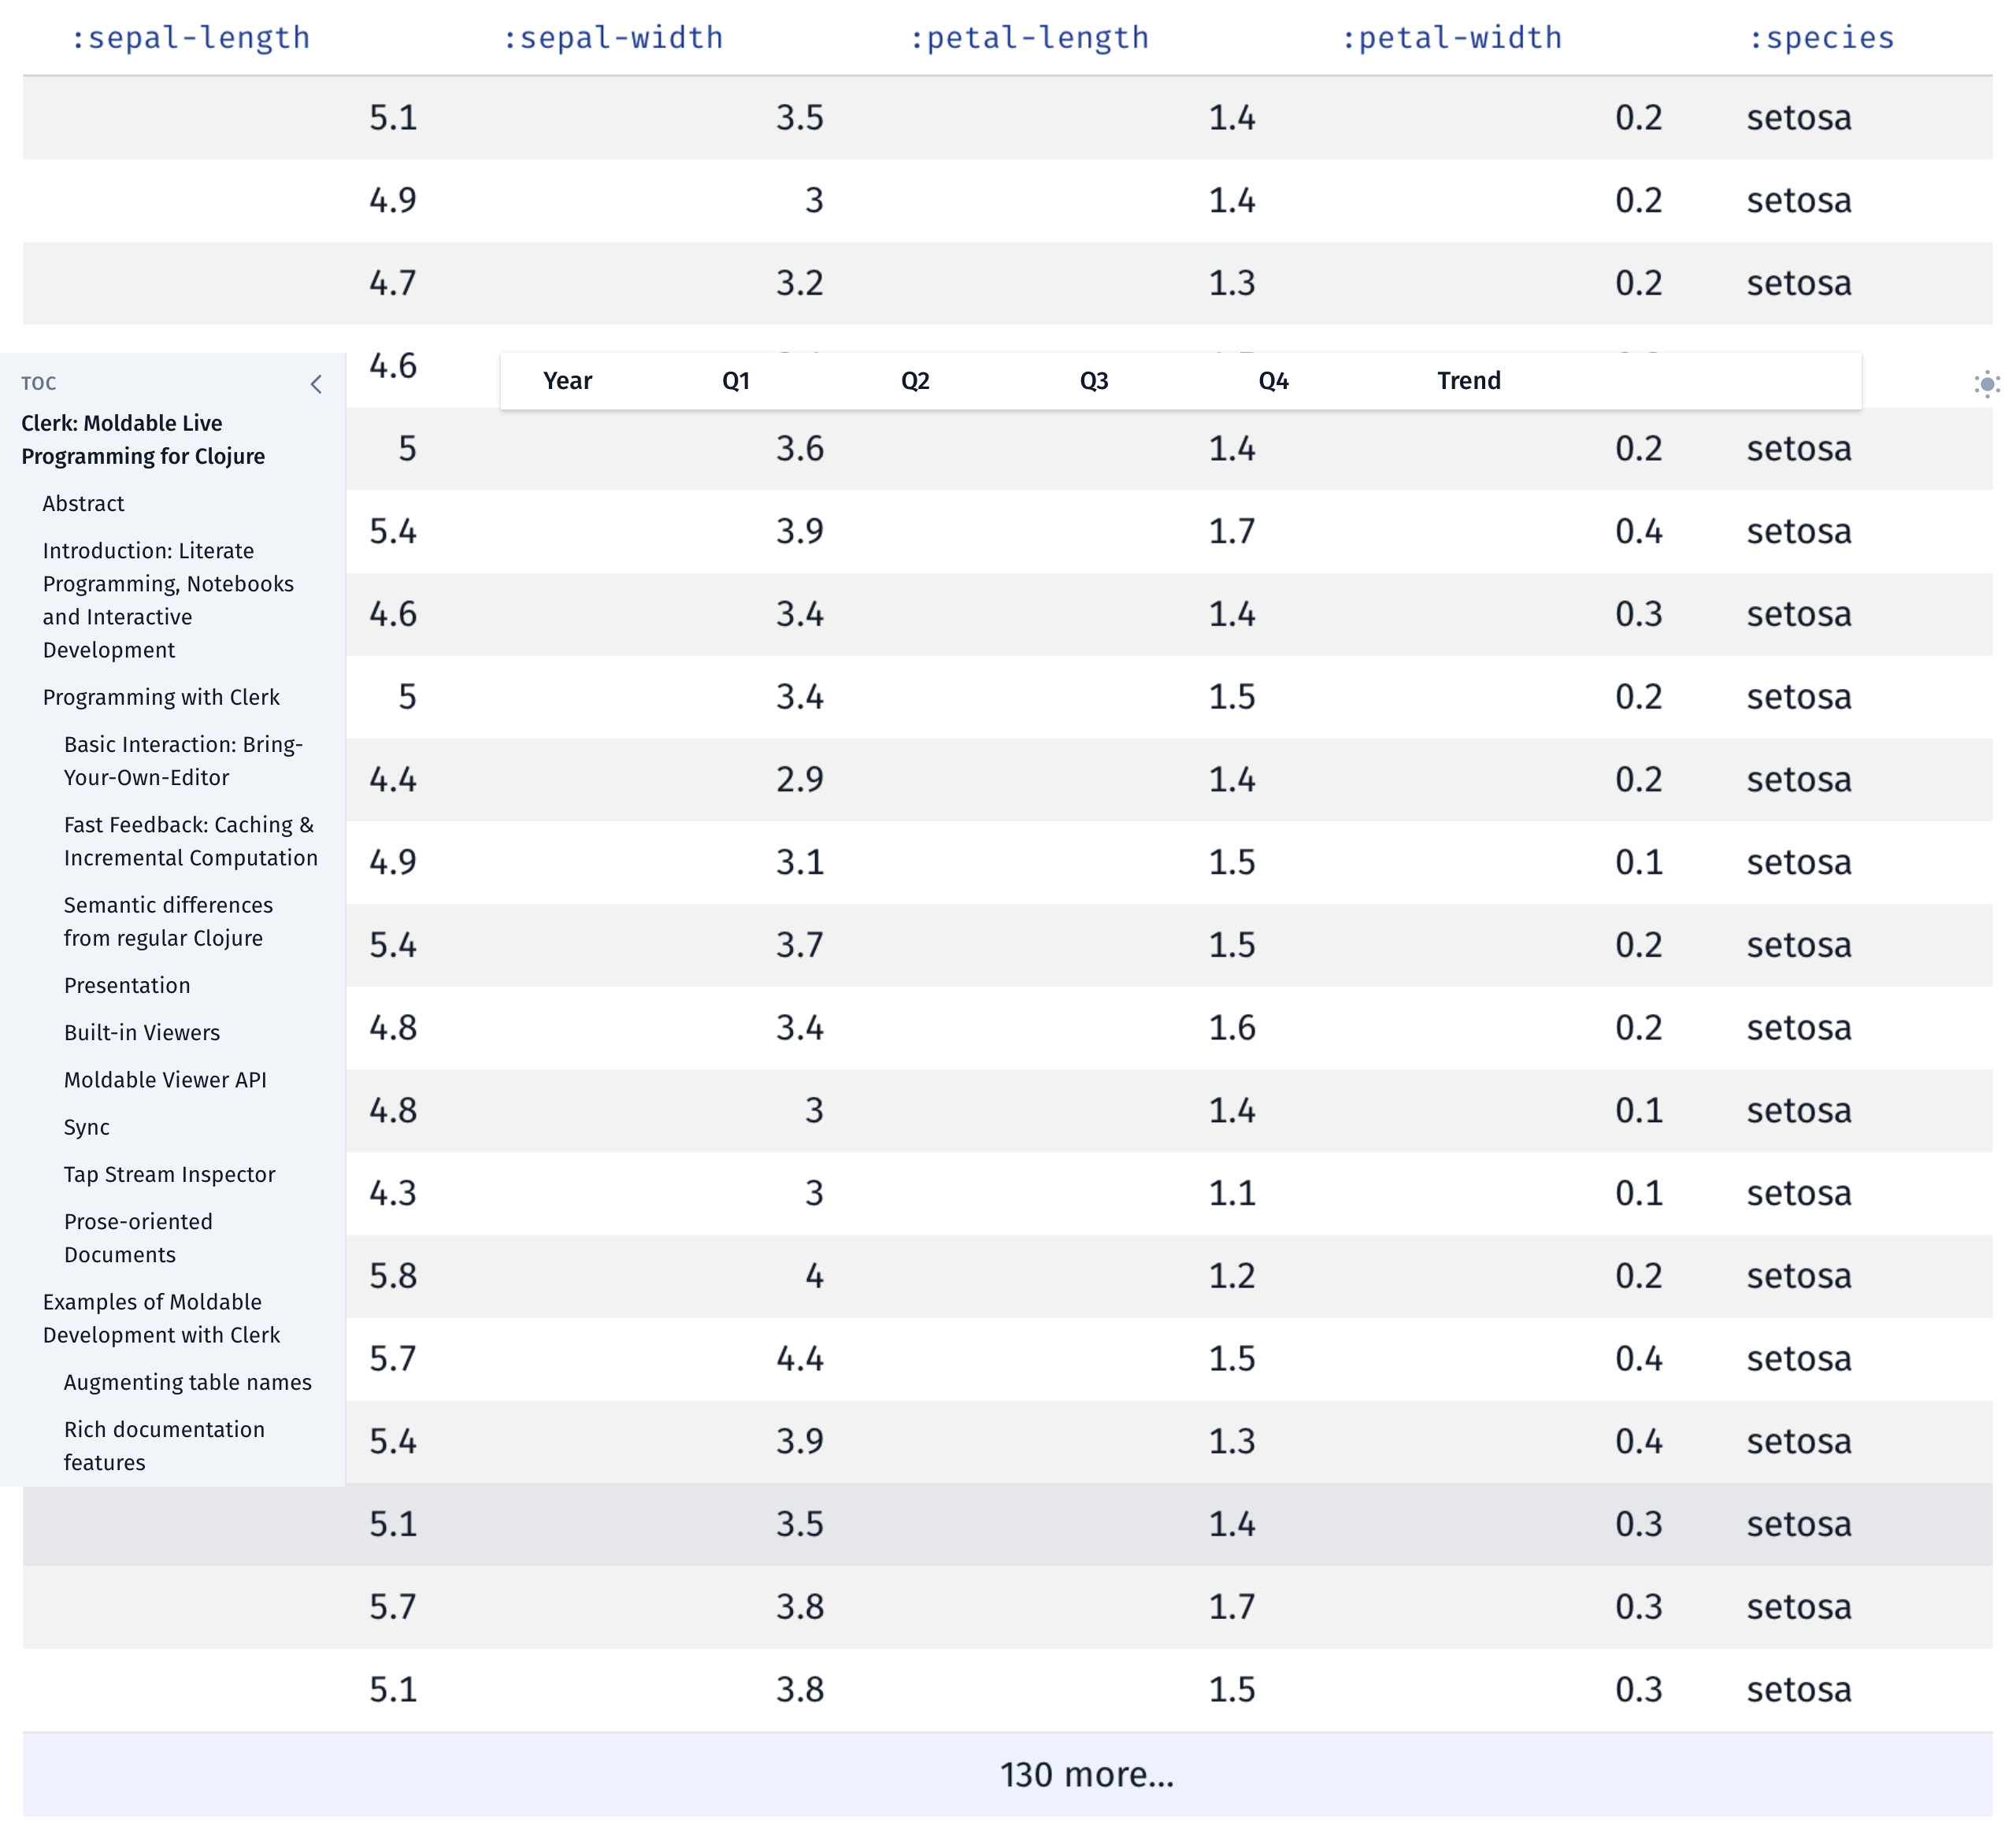 :sepal-length :sepal-width :petal-length :petal-width :species
5.1 3.5 1.4 0.2 setosa
4.9 3 1.4 0.2 setosa
4.7 3.2 1.3 0.2 setosa
4.6
Year Q1 Q2 Q3 Q4 Trend
5 3.6 1.4 0.2 setosa
5.4 3.9 1.7 0.4 setosa
4.6 3.4 1.4 0.3 setosa
5 3.4 1.5 0.2 setosa
4.4 2.9 1.4 0.2 setosa
4.9 3.1 1.5 0.1 setosa
5.4 3.7 1.5 0.2 setosa
4.8 3.4 1.6 0.2 setosa
4.8 3 1.4 0.1 setosa
4.3 3 1.1 0.1 setosa
5.8 4 1.2 0.2 setosa
5.7 4.4 1.5 0.4 setosa
5.4 3.9 1.3 0.4 setosa
5.1 3.5 1.4 0.3 setosa
5.7 3.8 1.7 0.3 setosa
5.1 3.8 1.5 0.3 setosa
130 more...
TOC
Clerk: Moldable Live
Programming for Clojure
Abstract
Introduction: Literate
Programming, Notebooks
and Interactive
Development
Programming with Clerk
Basic Interaction: Bring-
Your-Own-Editor
Fast Feedback: Caching &
Incremental Computation
Semantic differences
from regular Clojure
Presentation
Built-in Viewers
Moldable Viewer API
Sync
Tap Stream Inspector
Prose-oriented
Documents
Examples of Moldable
Development with Clerk
Augmenting table names
Rich documentation
features